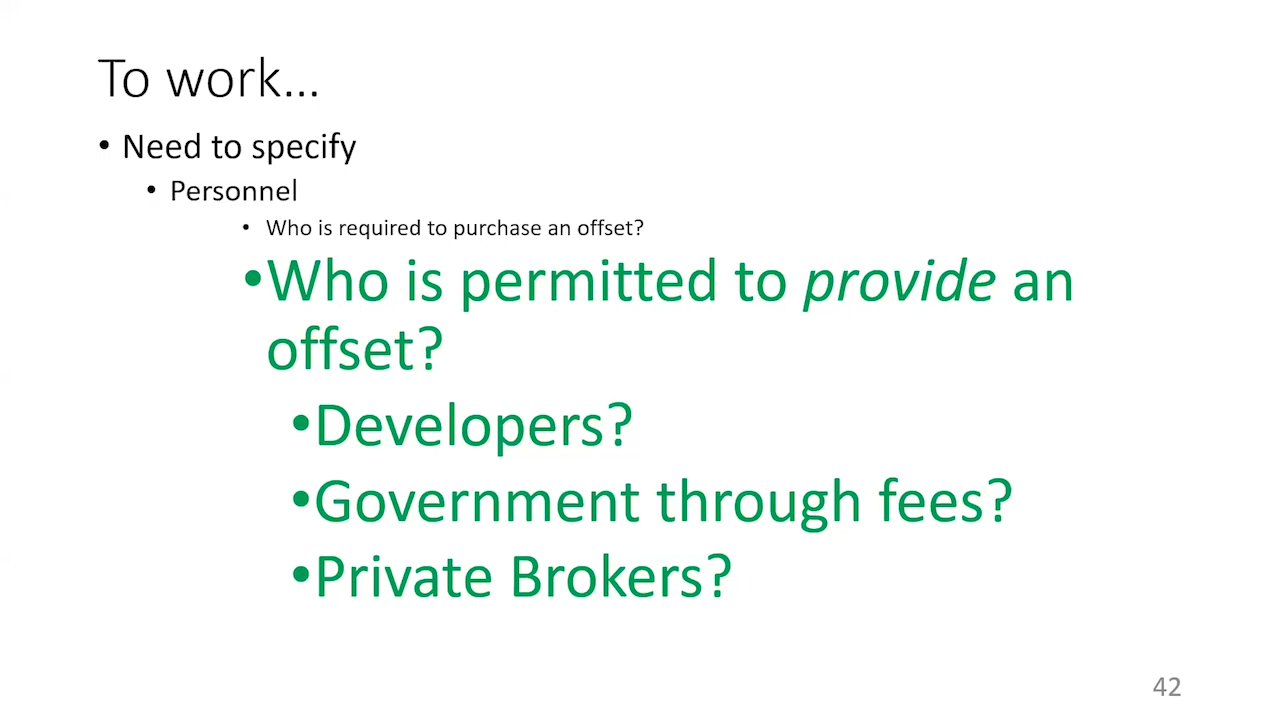 To work...
• Need to specify
• Personnel
• Who is required to purchase an offset?
•Who is permitted to provide an
offset?
•Developers?
•Government through fees?
•Private Brokers?
42